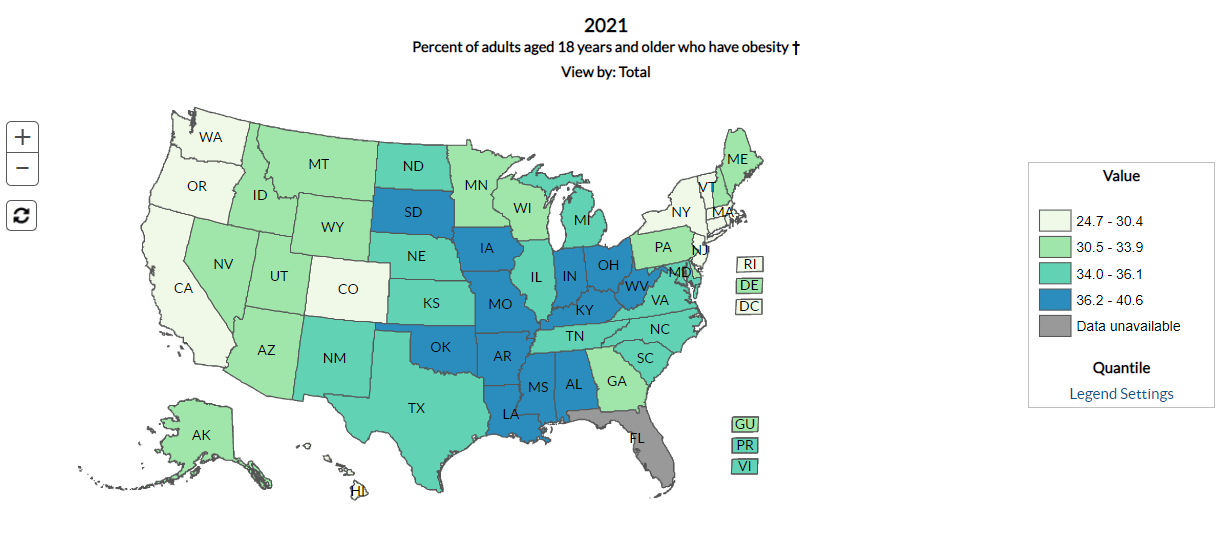 2021
Percent of adults aged 18 years and older who have obesity †
View by: Total
+
−
WA
MT
ND
MN
ME
OR
ID
SD
WI
MI
VT
NY
MA
WY
NE
IA
PA
NJ
NV
UT
CO
KS
IL
IN
OH
MD
WV
VA
RI
DE
DC
CA
MO
KY
AZ
NM
OK
AR
TN
NC
SC
TX
LA
MS
AL
GA
FL
GU
PR
VI
AK
HI
Value
24.7 - 30.4
30.5 - 33.9
34.0 - 36.1
36.2 - 40.6
Data unavailable
Quantile
Legend Settings